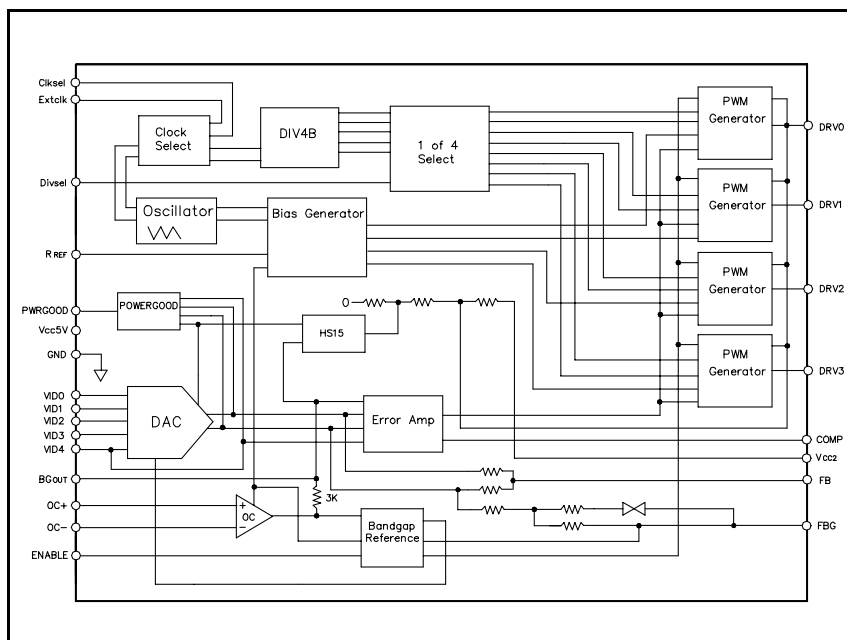 Clksel
Extclk
Clock
Select
DIV4B
1 of 4
Select
PWM
Generator
DRV0
Divsel
Oscillator
Bias Generator
PWM
Generator
DRV1
RREF
PWM
Generator
DRV2
PWRGOOD
POWERGOOD
0
Vcc5V
HS15
GND
PWM
Generator
DRV3
VID0
VID1
VID2
VID3
VID4
DAC
Error Amp
COMP
Vcc2
BGOUT
3K
FB
OC+
OC-
+
OC
-
Bandgap
Reference
FBG
ENABLE